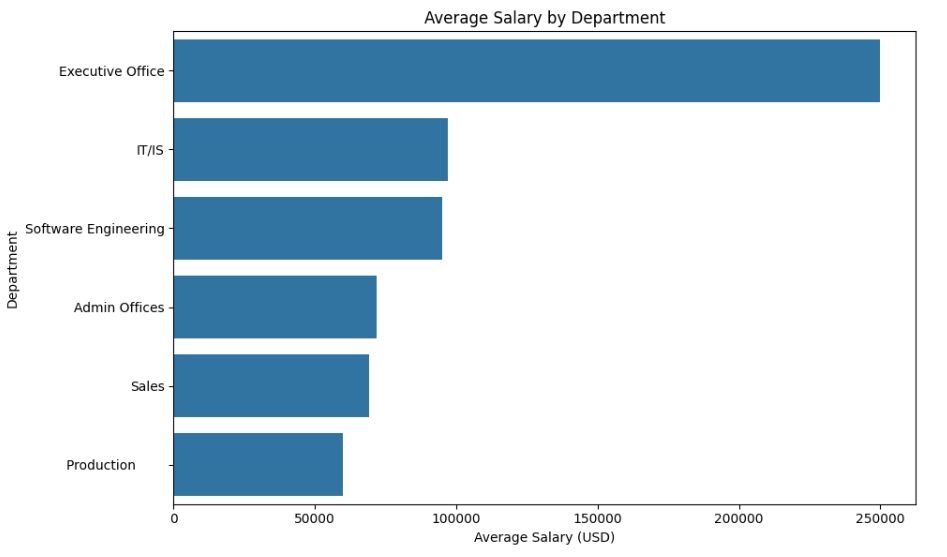 Average Salary by Department
Executive Office
IT/IS
Software Engineering
Admin Offices
Sales
Production
Department
0 50000 100000 150000 200000 250000
Average Salary (USD)